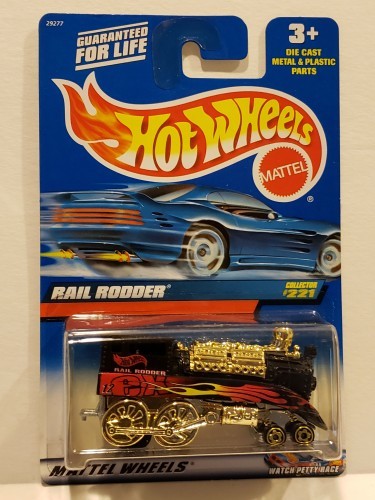 29277
GUARANTEED
FOR LIFE
3+
DIE CAST
METAL & PLASTIC
PARTS
HOT WHEELS
MATTEL
®
RAIL RODDER®
COLLECTOR
#221
RAIL RODDER
MATTEL WHEELS
WATCH PETTY RACE